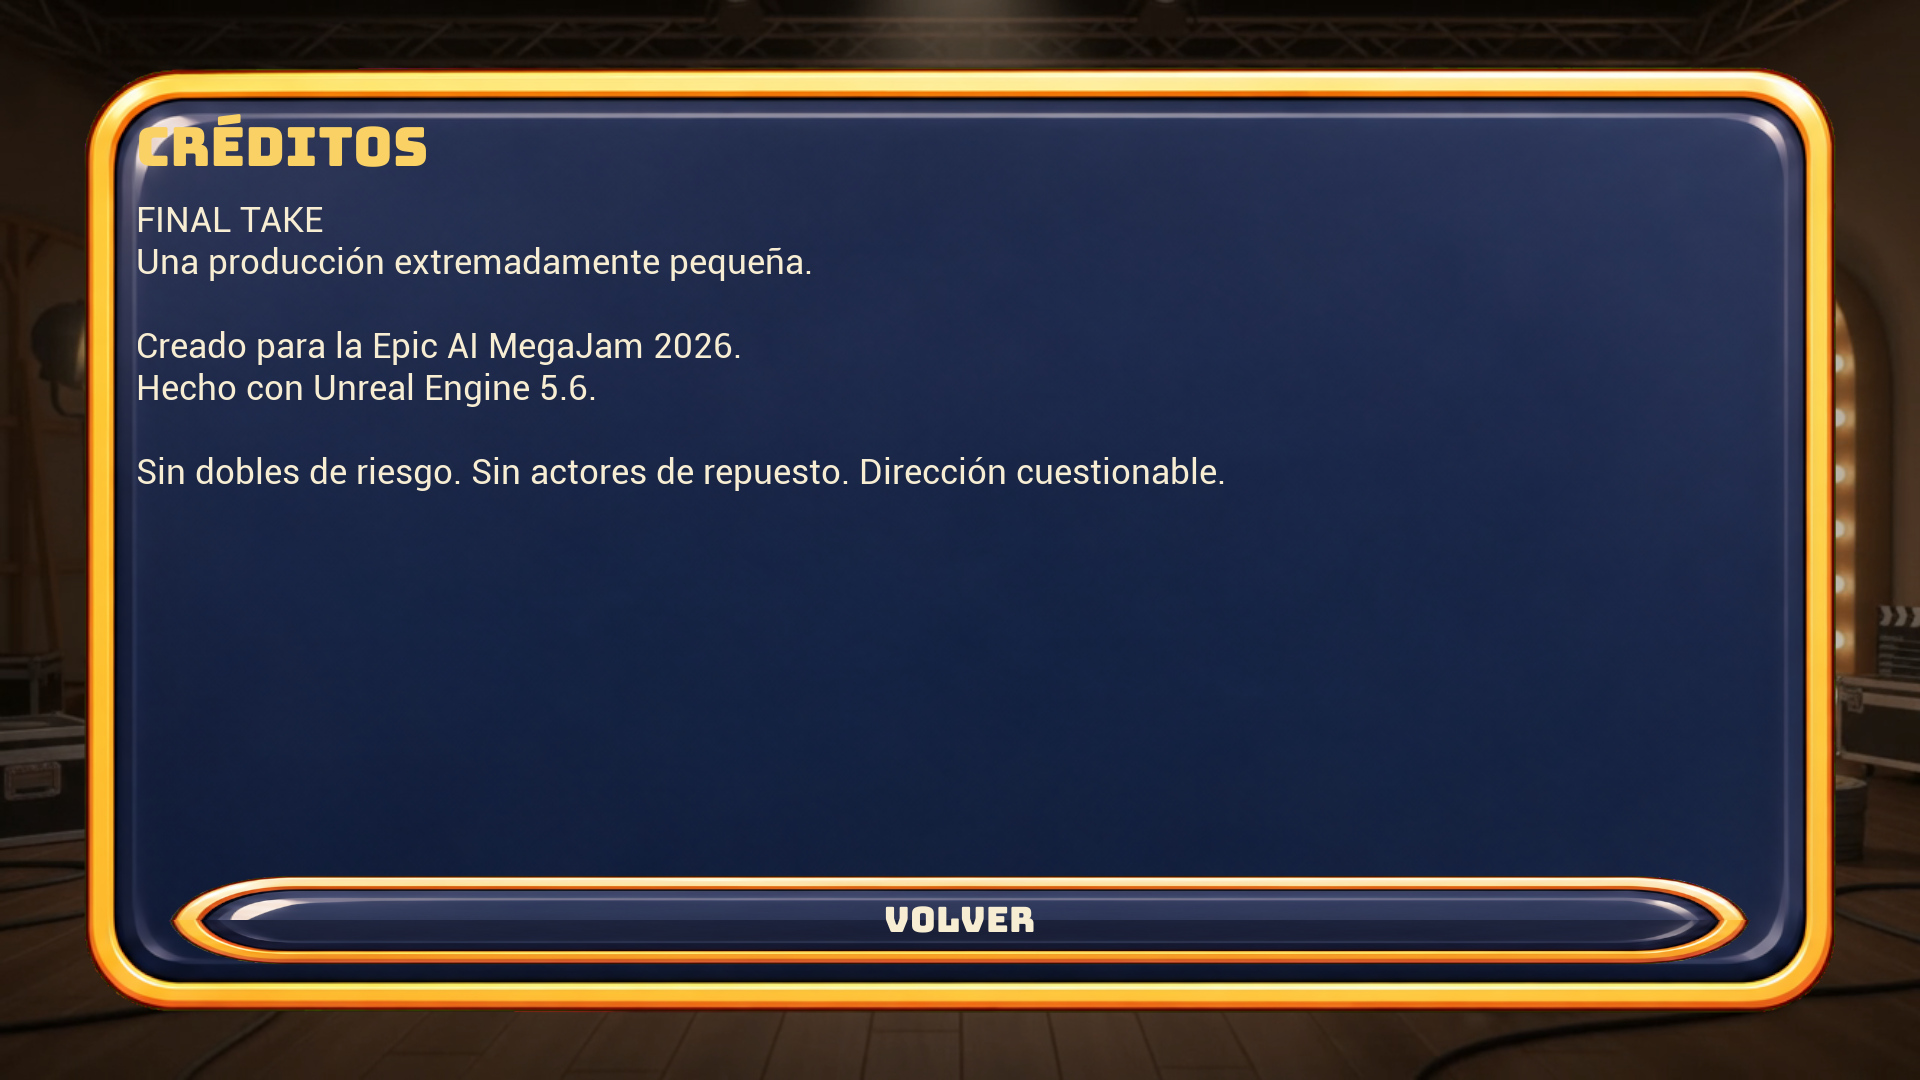 CRÉDITOS
FINAL TAKE
Una producción extremadamente pequeña.
Creado para la Epic AI MegaJam 2026.
Hecho con Unreal Engine 5.6.
Sin dobles de riesgo. Sin actores de repuesto. Dirección cuestionable.
VOLVER